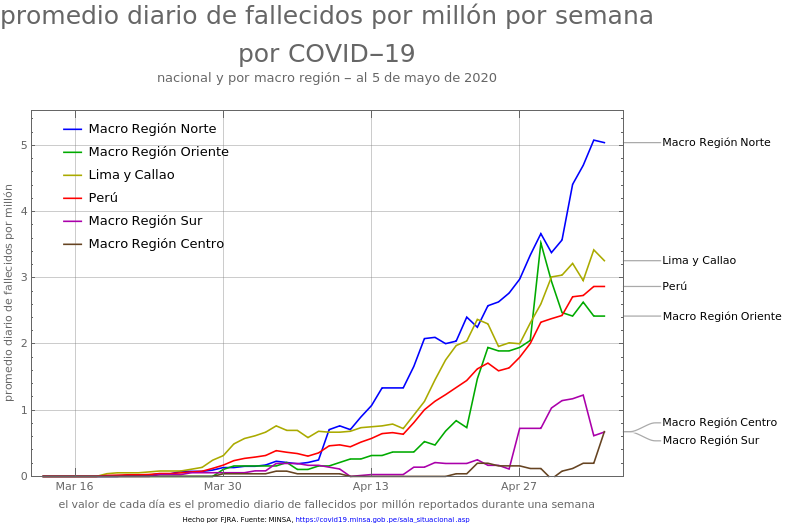 promedio diario de fallecidos por millón por semana
por COVID−19
nacional y por macro región − al 5 de mayo de 2020
Macro Región Norte
Macro Región Oriente
Lima y Callao
Perú
Macro Región Sur
Macro Región Centro
promedio diario de fallecidos por millón
5
4
3
2
1
0
Mar 16
Mar 30
Apr 13
Apr 27
Macro Región Norte
Lima y Callao
Perú
Macro Región Oriente
Macro Región Centro
Macro Región Sur
el valor de cada día es el promedio diario de fallecidos por millón reportados durante una semana
Hecho por FJRA. Fuente: MINSA, https://covid19.minsa.gob.pe/sala_situacional.asp